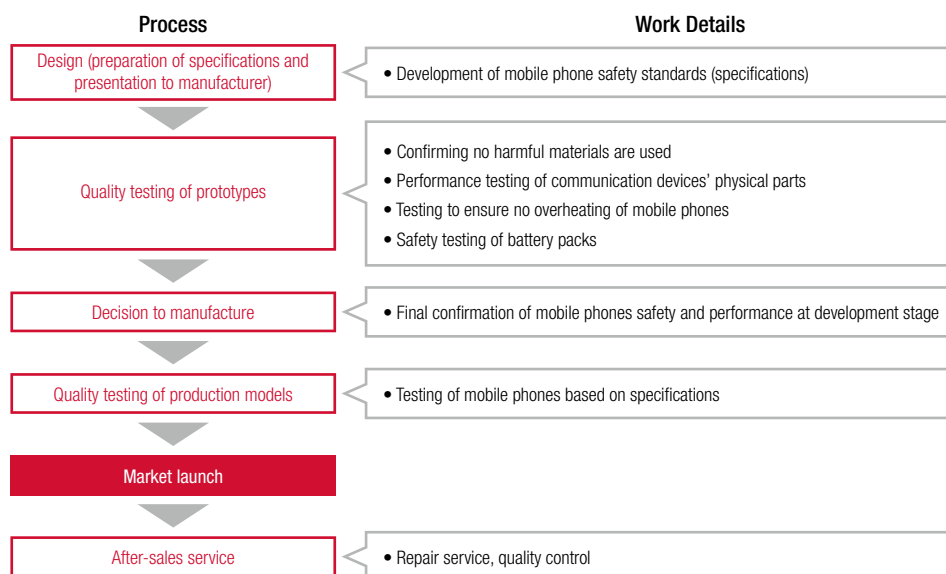 Process
Work Details
Design (preparation of specifications and
presentation to manufacturer)
• Development of mobile phone safety standards (specifications)
Quality testing of prototypes
• Confirming no harmful materials are used
• Performance testing of communication devices’ physical parts
• Testing to ensure no overheating of mobile phones
• Safety testing of battery packs
Decision to manufacture
• Final confirmation of mobile phones safety and performance at development stage
Quality testing of production models
• Testing of mobile phones based on specifications
Market launch
After-sales service
• Repair service, quality control